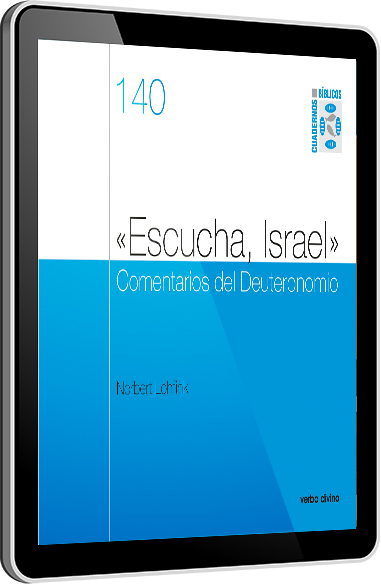 140
CUADERNOS
BÍBLICOS
«Escucha, Israel»
Comentarios del Deuteronomio
Norbert Lohfink
verbo divino